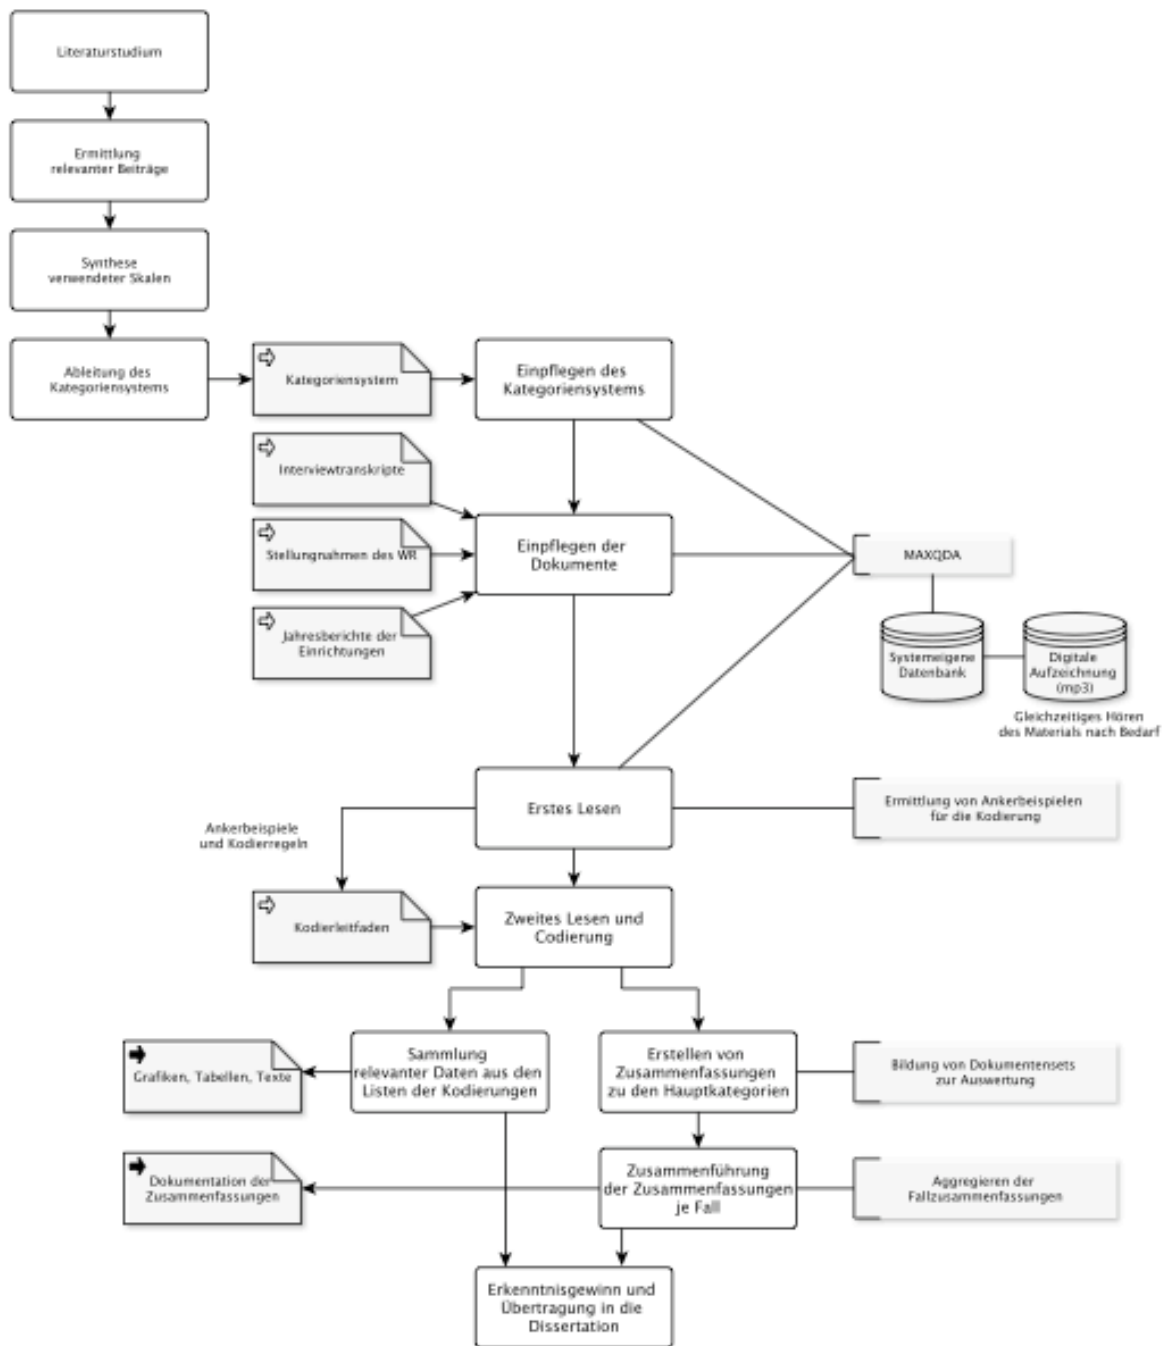 Literaturstudium
Ermittlung
relevanter Beiträge
Synthese
verwendeter Skalen
Ableitung des
Kategoriensystems
Kategoriensystem
Einpflegen des
Kategoriensystems
Interviewtranskripte
Stellungnahmen des WR
Jahresberichte der
Einrichtungen
Einpflegen der
Dokumente
MAXQDA
Systemeigene
Datenbank
Digitale
Aufzeichnung
(mp3)
Gleichzeitiges Hören
des Materials nach Bedarf
Erstes Lesen
Ermittlung von Ankerbeispielen
für die Kodierung
Ankerbeispiele
und Kodierregeln
Kodierleitfaden
Zweites Lesen und
Codierung
Grafiken, Tabellen, Texte
Sammlung
relevanter Daten aus den
Listen der Kodierungen
Erstellen von
Zusammenfassungen
zu den Hauptkategorien
Bildung von Dokumentensets
zur Auswertung
Dokumentation der
Zusammenfassungen
Zusammenführung
der Zusammenfassungen
je Fall
Aggregieren der
Fallzusammenfassungen
Erkenntnisgewinn und
Übertragung in die
Dissertation